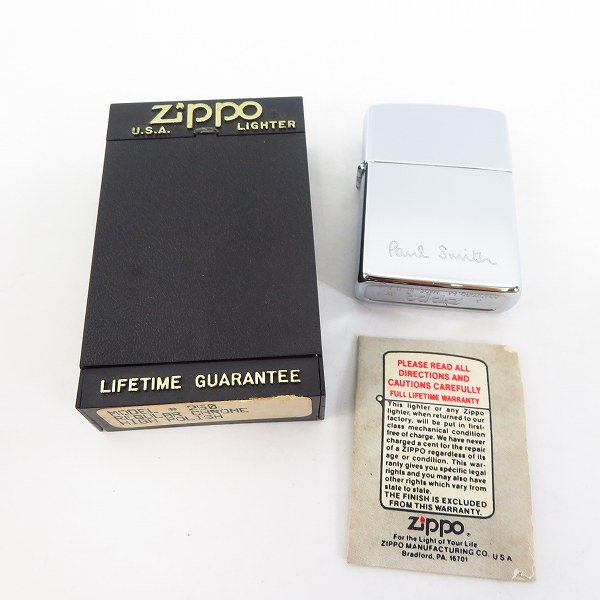 Zippo
U.S.A. LIGHTER
LIFETIME GUARANTEE
MODEL # 250
HIGH POLISH
Paul Smith
PLEASE READ ALL
DIRECTIONS AND
CAUTIONS CAREFULLY
FULL LIFETIME WARRANTY
This lighter or any Zippo
lighter, when returned to our
factory, will be put in first-
class mechanical condition
free of charge. We have never
charged a cent for the repair
of a ZIPPO regardless of its
age or condition. This war-
ranty gives you specific legal
rights and you may also have
other rights which vary from
state to state.
THE FINISH IS EXCLUDED
FROM THIS WARRANTY.
Zippo
For the Light of Your Life
ZIPPO MANUFACTURING CO. U.S.A
Bradford, PA. 16701